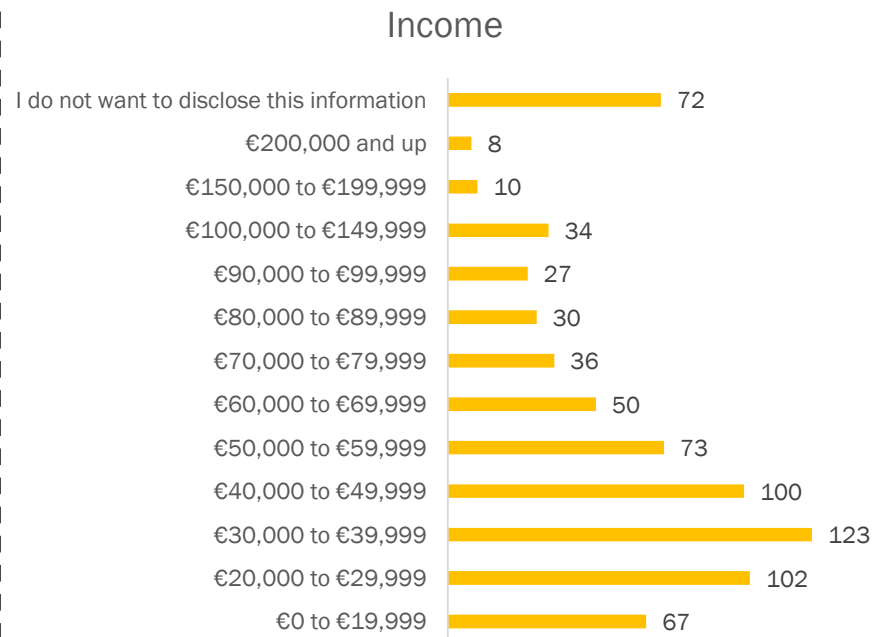 Income
I do not want to disclose this information 72
€200,000 and up 8
€150,000 to €199,999 10
€100,000 to €149,999 34
€90,000 to €99,999 27
€80,000 to €89,999 30
€70,000 to €79,999 36
€60,000 to €69,999 50
€50,000 to €59,999 73
€40,000 to €49,999 100
€30,000 to €39,999 123
€20,000 to €29,999 102
€0 to €19,999 67